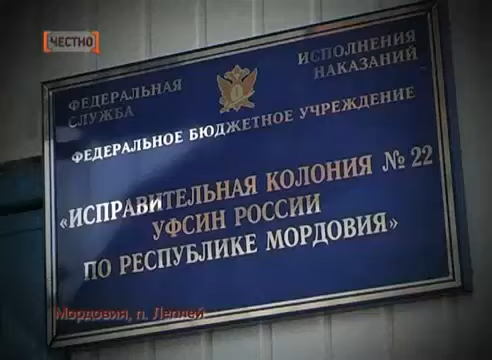 ЧЕСТНО
ФЕДЕРАЛЬНАЯ СЛУЖБА
ИСПОЛНЕНИЯ НАКАЗАНИЙ
ФЕДЕРАЛЬНОЕ БЮДЖЕТНОЕ УЧРЕЖДЕНИЕ
«ИСПРАВИТЕЛЬНАЯ КОЛОНИЯ № 22
УФСИН РОССИИ
ПО РЕСПУБЛИКЕ МОРДОВИЯ»
Мордовия, п. Леплей